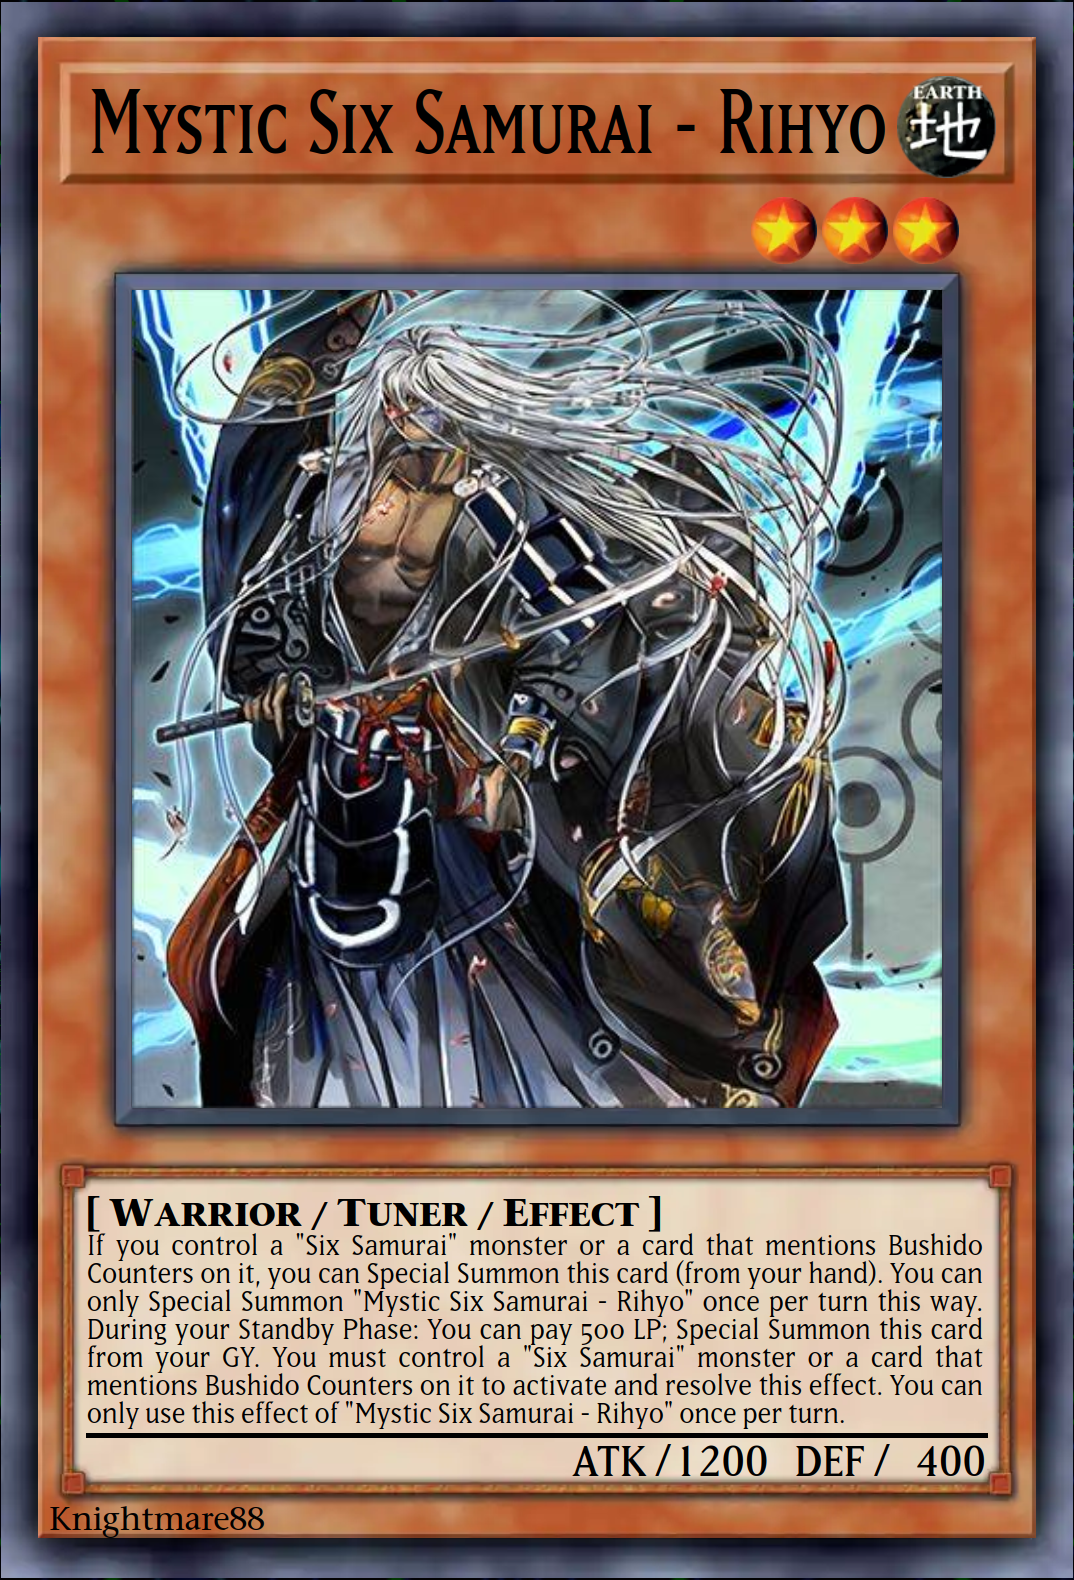 Mystic Six Samurai - Rihyo
EARTH
地
[ Warrior / Tuner / Effect ]
If you control a "Six Samurai" monster or a card that mentions Bushido
Counters on it, you can Special Summon this card (from your hand). You can
only Special Summon "Mystic Six Samurai - Rihyo" once per turn this way.
During your Standby Phase: You can pay 500 LP; Special Summon this card
from your GY. You must control a "Six Samurai" monster or a card that
mentions Bushido Counters on it to activate and resolve this effect. You can
only use this effect of "Mystic Six Samurai - Rihyo" once per turn.
ATK / 1200 DEF / 400
Knightmare88